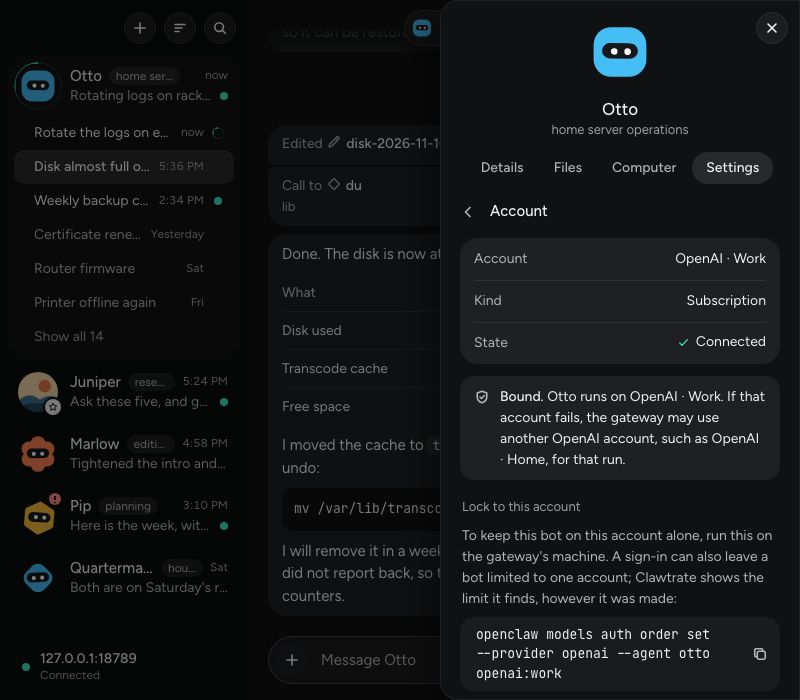 Otto
home ser...
now
Rotating logs on rack...
Rotate the logs on e...
now
Disk almost full o...
5:36 PM
Weekly backup c...
2:34 PM
Certificate rene...
Yesterday
Router firmware
Sat
Printer offline again
Fri
Show all 14
Juniper
rese...
5:24 PM
Ask these five, and g...
Marlow
editi...
4:58 PM
Tightened the intro and...
Pip
planning
3:10 PM
Here is the week, wit...
Quarterma...
hou...
Sat
Both are on Saturday's r...
127.0.0.1:18789
Connected
so it can be restor
Edited disk-2026-11-1
Call to du
lib
Done. The disk is now at
What
Disk used
Transcode cache
Free space
I moved the cache to
undo:
mv /var/lib/transco
I will remove it in a week
did not report back, so t
counters.
Message Otto
Otto
home server operations
Details
Files
Computer
Settings
Account
Account
OpenAI · Work
Kind
Subscription
State
Connected
Bound. Otto runs on OpenAI · Work. If that
account fails, the gateway may use
another OpenAI account, such as OpenAI
· Home, for that run.
Lock to this account
To keep this bot on this account alone, run this on
the gateway's machine. A sign-in can also leave a
bot limited to one account; Clawtrate shows the
limit it finds, however it was made:
openclaw models auth order set
--provider openai --agent otto
openai:work